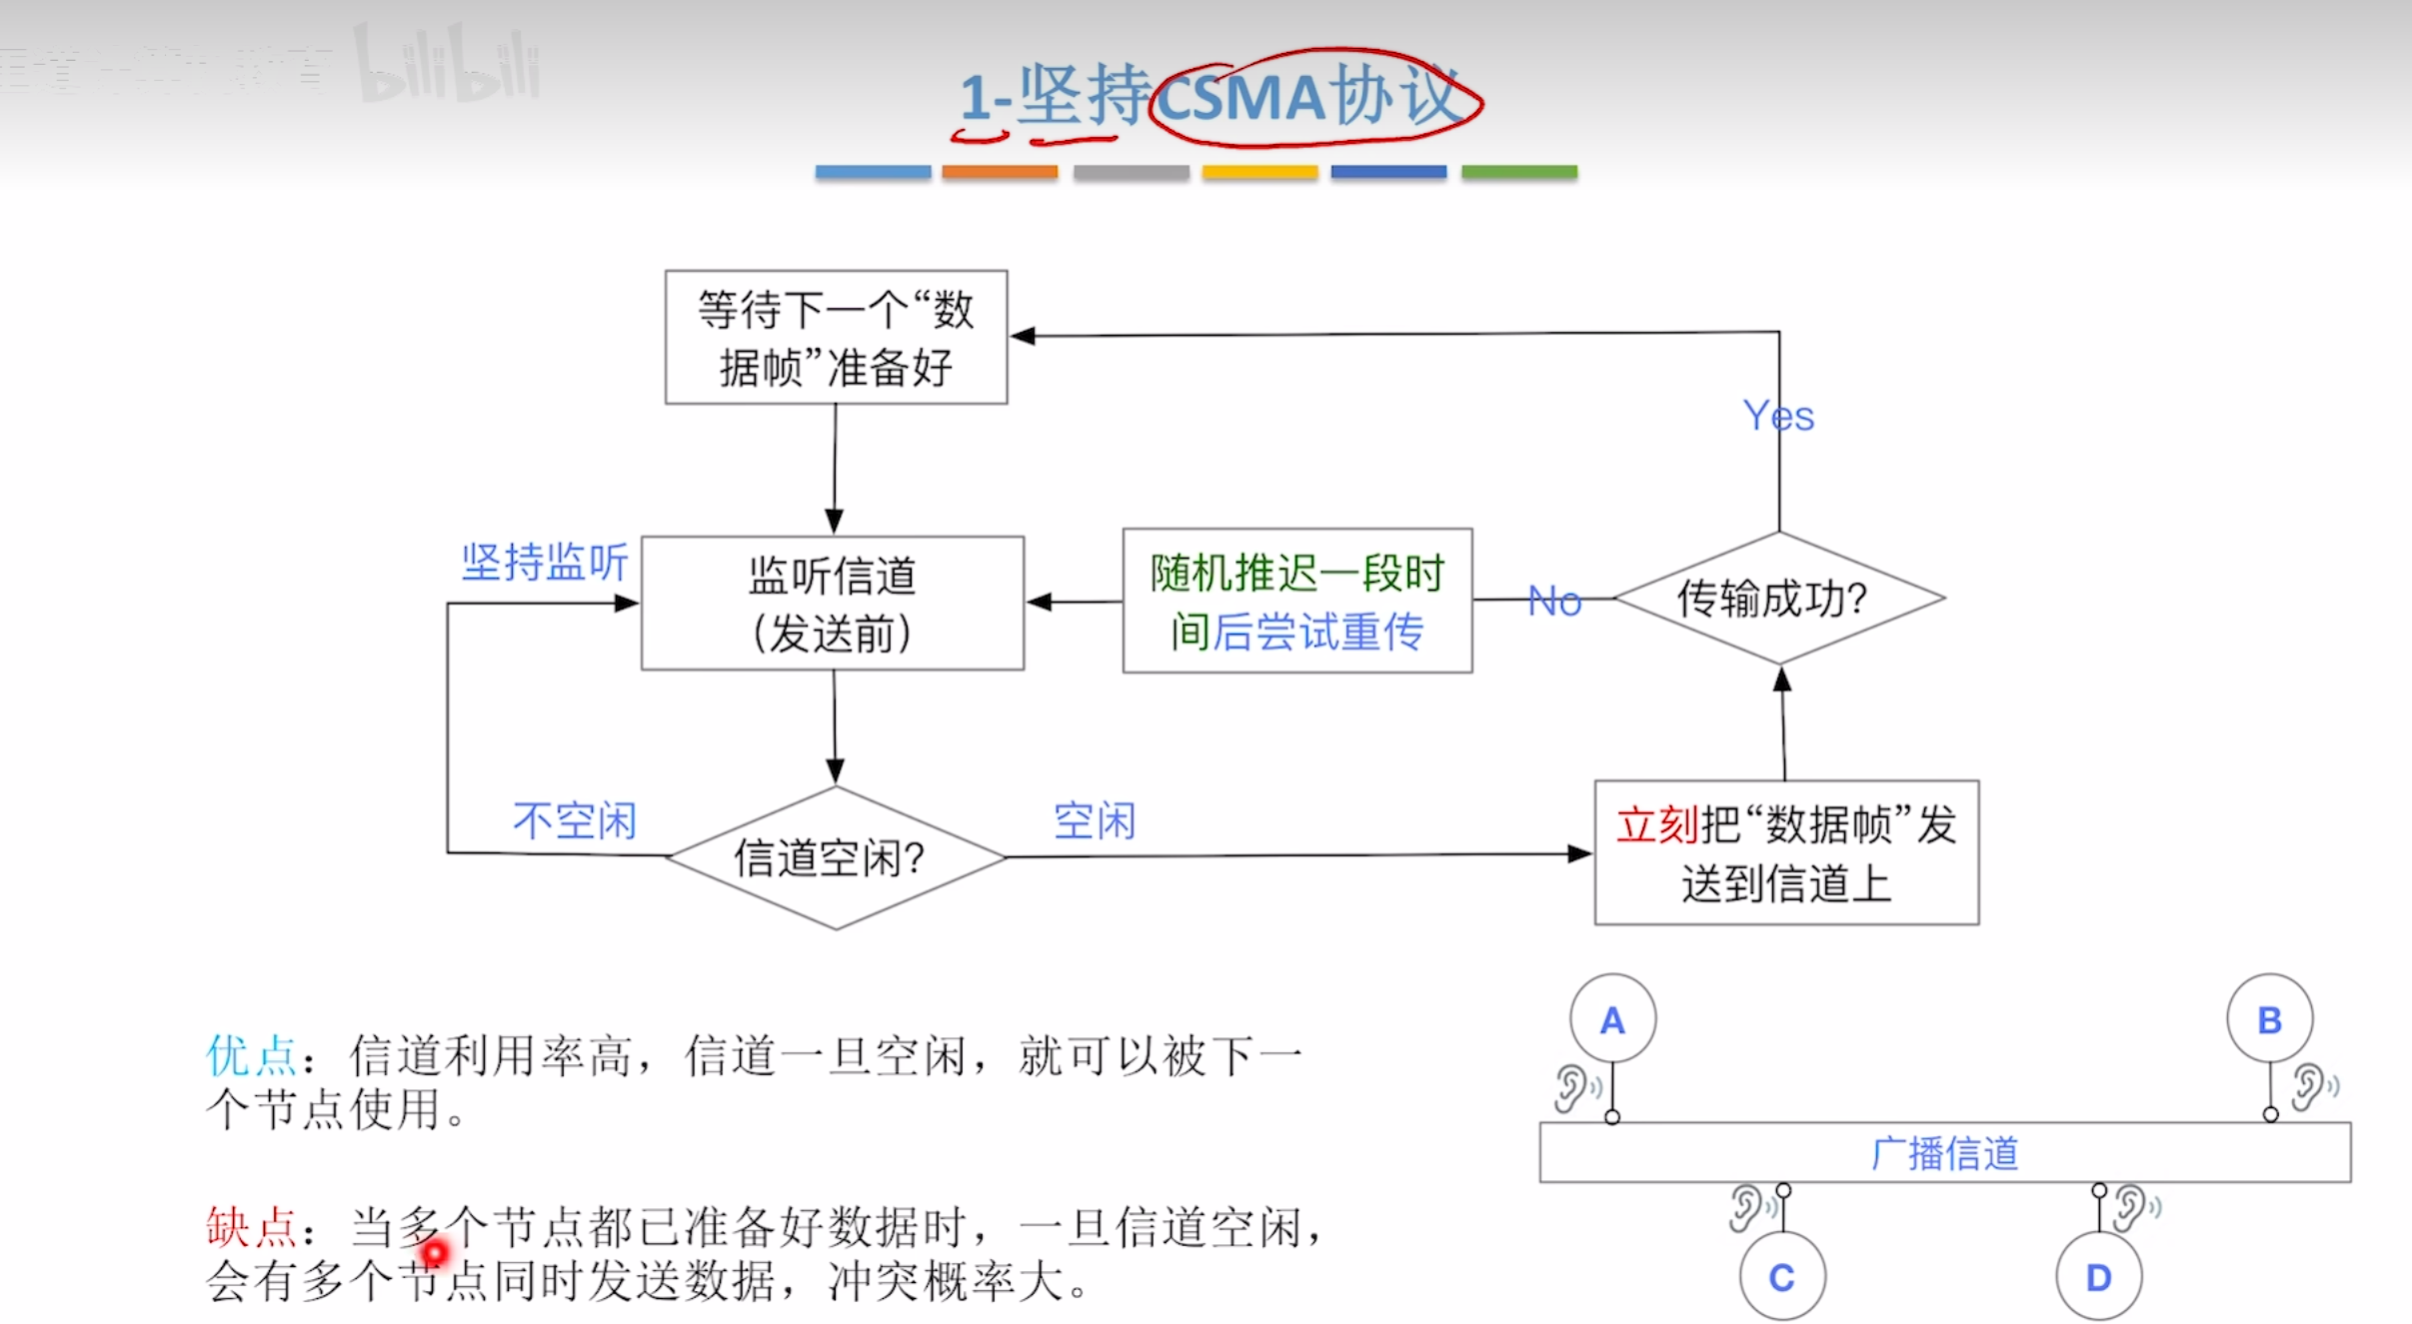 bilibili
1-坚持CSMA协议
等待下一个“数
据帧”准备好
Yes
坚持监听
监听信道
(发送前)
随机推迟一段时
间后尝试重传
No
传输成功?
不空闲
信道空闲?
空闲
立刻把“数据帧”发
送到信道上
优点：信道利用率高，信道一旦空闲，就可以被下一
个节点使用。
缺点：当多个节点都已准备好数据时，一旦信道空闲，
会有多个节点同时发送数据，冲突概率大。
A
B
广播信道
C
D